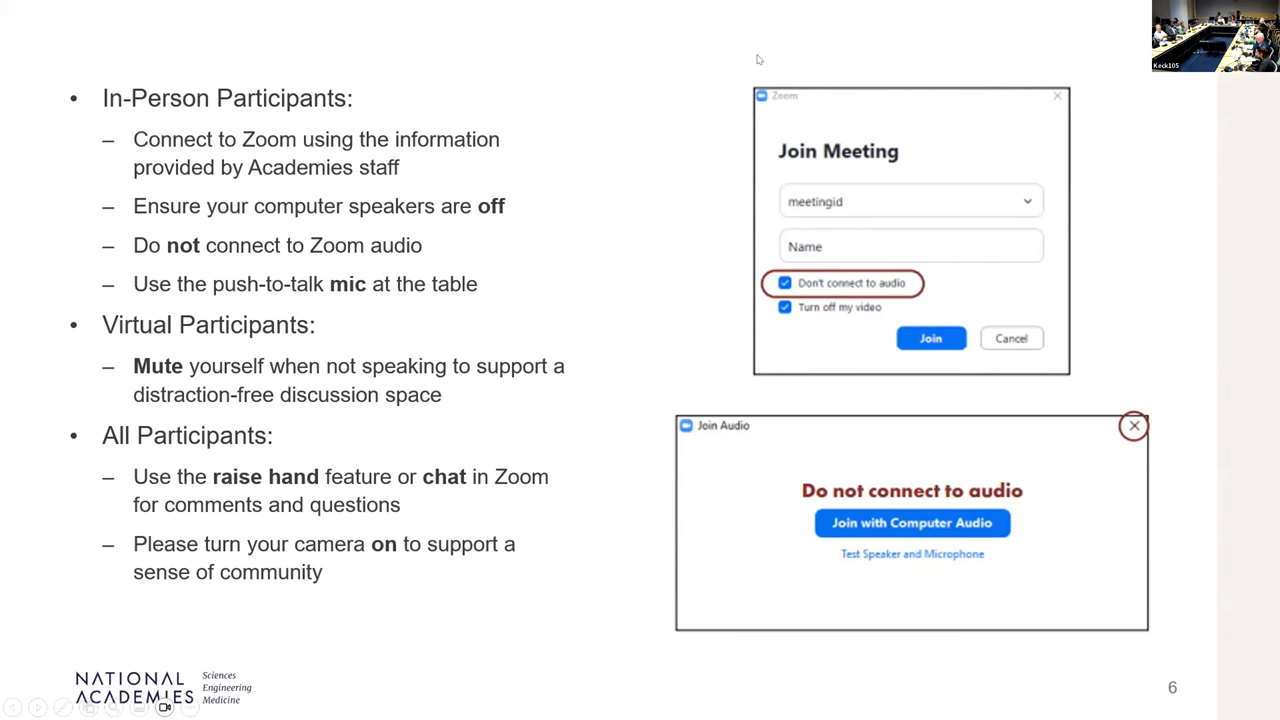 • In-Person Participants:
– Connect to Zoom using the information
provided by Academies staff
– Ensure your computer speakers are off
– Do not connect to Zoom audio
– Use the push-to-talk mic at the table
• Virtual Participants:
– Mute yourself when not speaking to support a
distraction-free discussion space
• All Participants:
– Use the raise hand feature or chat in Zoom
for comments and questions
– Please turn your camera on to support a
sense of community
Zoom
Join Meeting
meetingid
Name
Don't connect to audio
Turn off my video
Join
Cancel
Join Audio
Do not connect to audio
Join with Computer Audio
Test Speaker and Microphone
Keck105
NATIONAL
ACADEMIES
Sciences
Engineering
Medicine
6